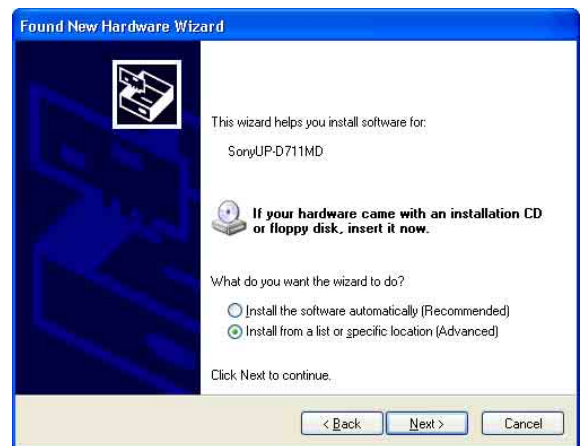 Found New Hardware Wizard
This wizard helps you install software for:
SonyUP-D711MD
If your hardware came with an installation CD
or floppy disk, insert it now.
What do you want the wizard to do?
Install the software automatically (Recommended)
Install from a list or specific location (Advanced)
Click Next to continue.
< Back Next > Cancel